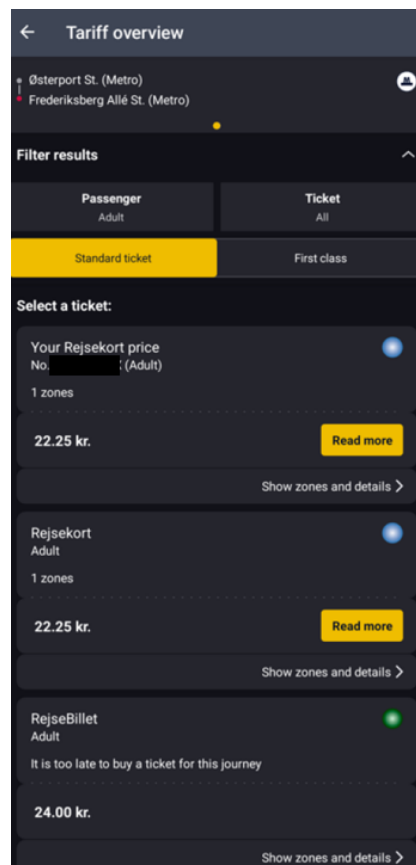 Tariff overview
Østerport St. (Metro)
Frederiksberg Allé St. (Metro)
Filter results
Passenger
Adult
Ticket
All
Standard ticket
First class
Select a ticket:
Your Rejsekort price
No. (Adult)
1 zones
22.25 kr.
Read more
Show zones and details
Rejsekort
Adult
1 zones
22.25 kr.
Read more
Show zones and details
RejseBillet
Adult
It is too late to buy a ticket for this journey
24.00 kr.
Show zones and details